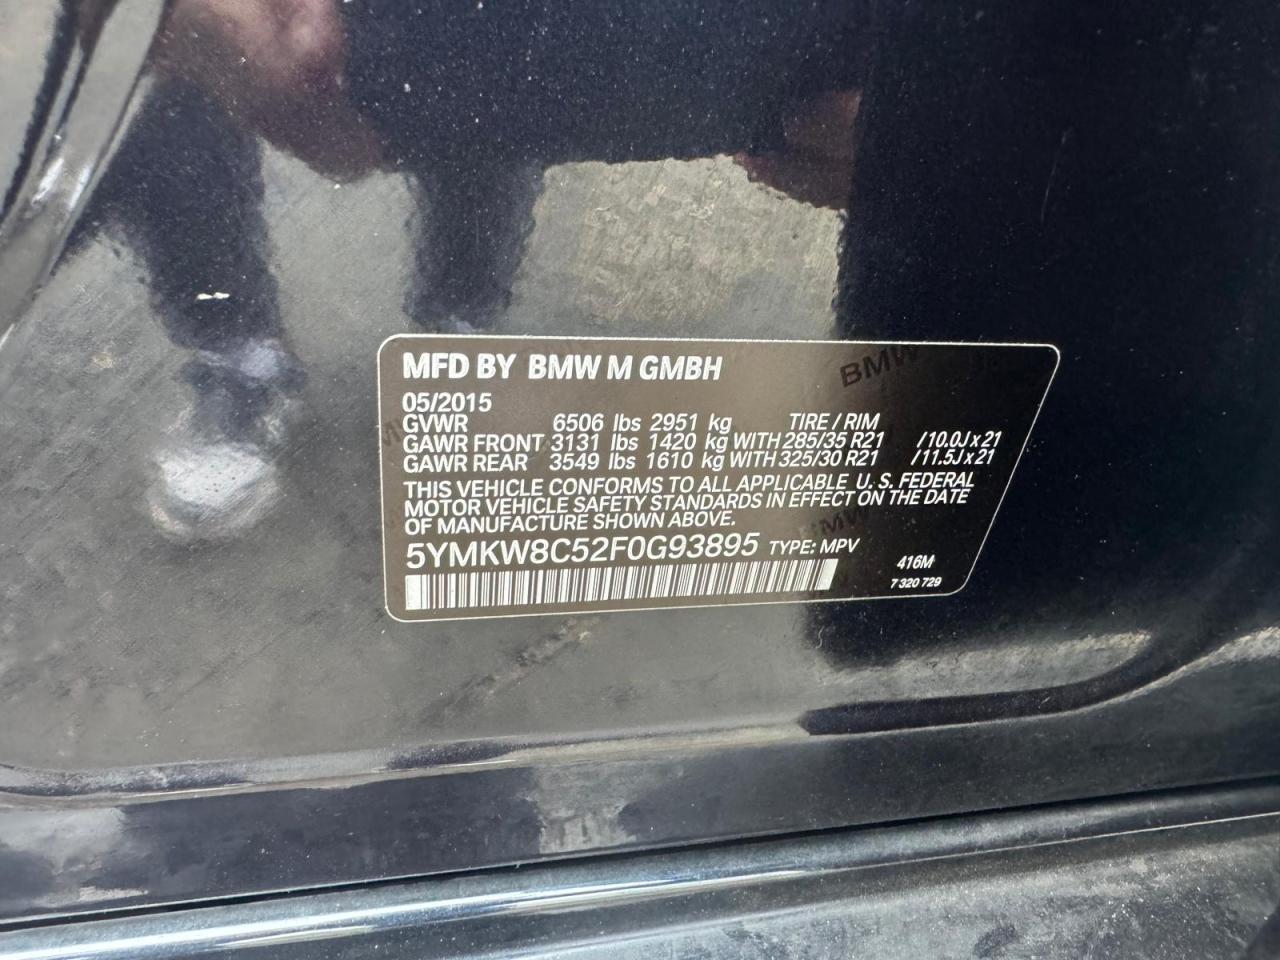 MFD BY BMW M GMBH
05/2015
GVWR 6506 lbs 2951 kg TIRE / RIM
GAWR FRONT 3131 lbs 1420 kg WITH 285/35 R21 /10.0J x 21
GAWR REAR 3549 lbs 1610 kg WITH 325/30 R21 /11.5J x 21
THIS VEHICLE CONFORMS TO ALL APPLICABLE U. S. FEDERAL
MOTOR VEHICLE SAFETY STANDARDS IN EFFECT ON THE DATE
OF MANUFACTURE SHOWN ABOVE.
5YMKW8C52F0G93895 TYPE: MPV 416M
7 320 729
BMW
BMW